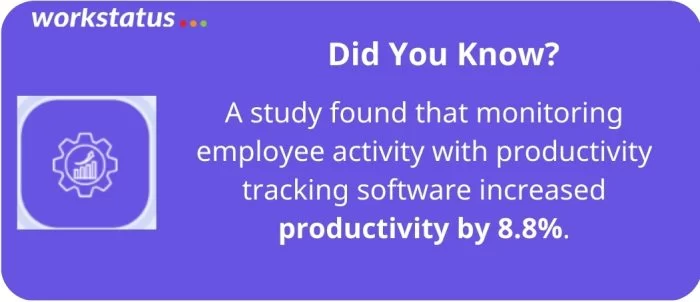 workstatus...
Did You Know?
A study found that monitoring
employee activity with productivity
tracking software increased
productivity by 8.8%.